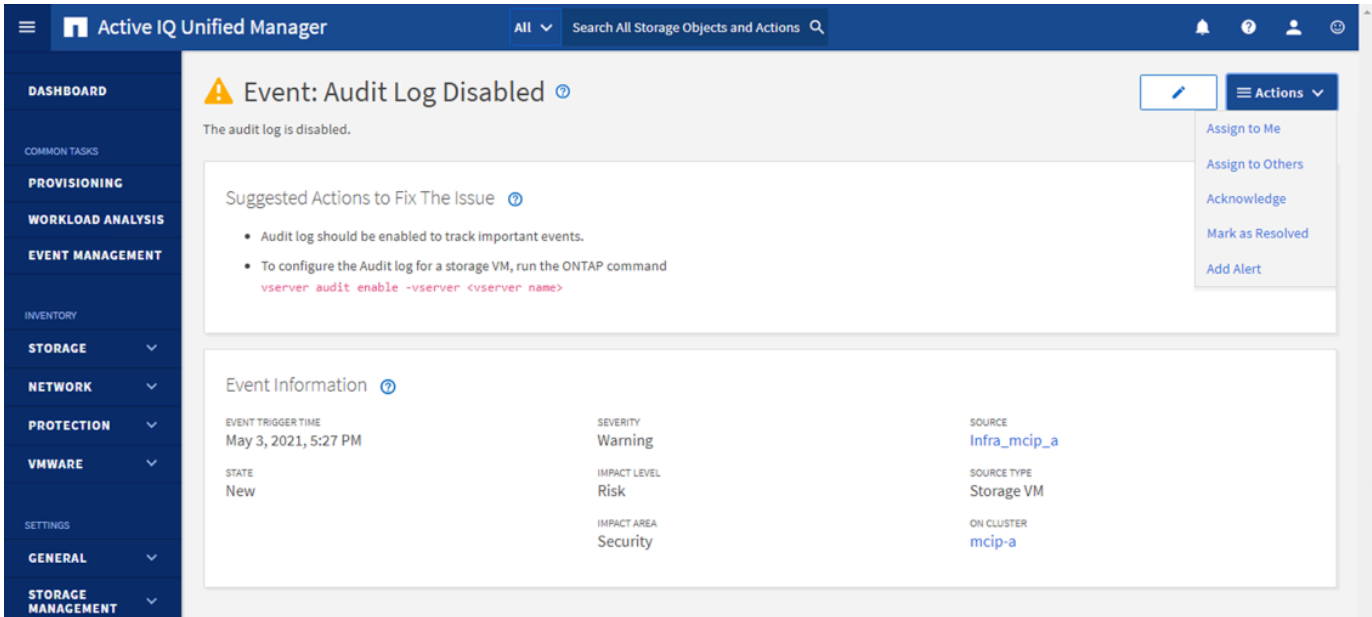 Active IQ Unified Manager
All
Search All Storage Objects and Actions
DASHBOARD
COMMON TASKS
PROVISIONING
WORKLOAD ANALYSIS
EVENT MANAGEMENT
INVENTORY
STORAGE
NETWORK
PROTECTION
VMWARE
SETTINGS
GENERAL
STORAGE
MANAGEMENT
Event: Audit Log Disabled ?
The audit log is disabled.
Actions
Assign to Me
Assign to Others
Acknowledge
Mark as Resolved
Add Alert
Suggested Actions to Fix The Issue ?
• Audit log should be enabled to track important events.
• To configure the Audit log for a storage VM, run the ONTAP command
vserver audit enable -vserver <vserver name>
Event Information ?
EVENT TRIGGER TIME
May 3, 2021, 5:27 PM
STATE
New
SEVERITY
Warning
IMPACT LEVEL
Risk
IMPACT AREA
Security
SOURCE
Infra_mcip_a
SOURCE TYPE
Storage VM
ON CLUSTER
mcip-a